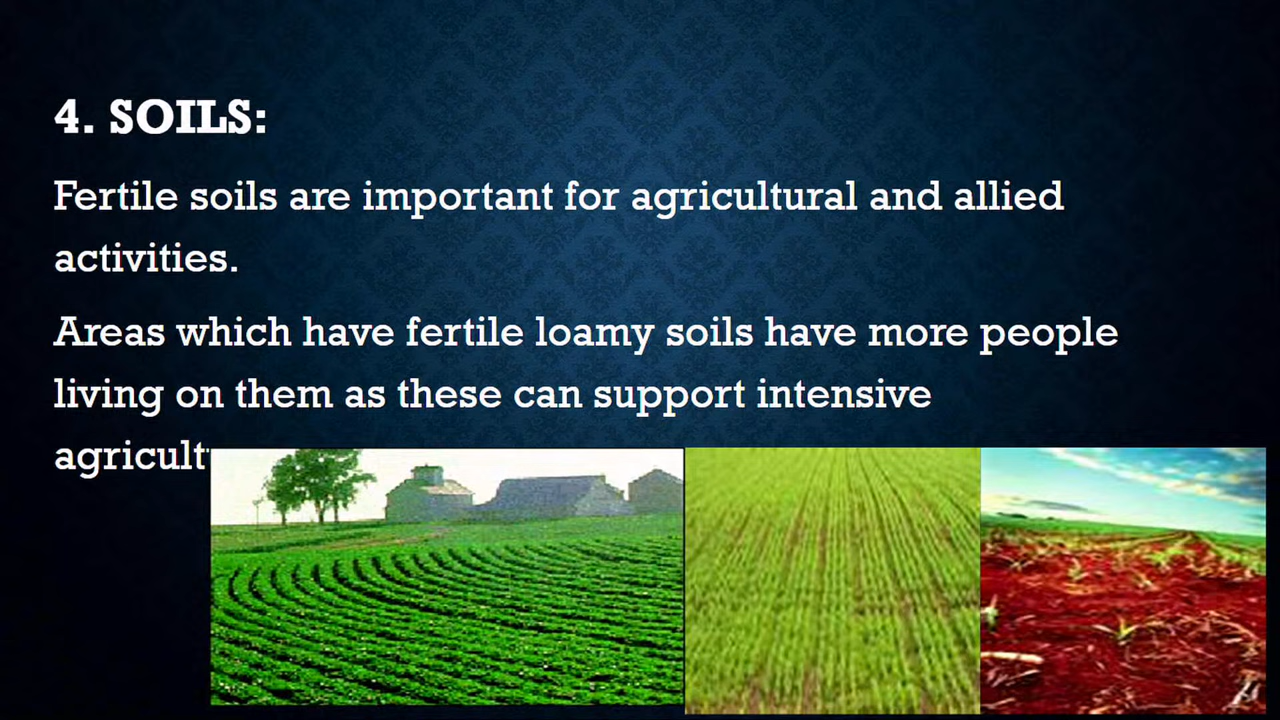 4. SOILS:
Fertile soils are important for agricultural and allied
activities.
Areas which have fertile loamy soils have more people
living on them as these can support intensive